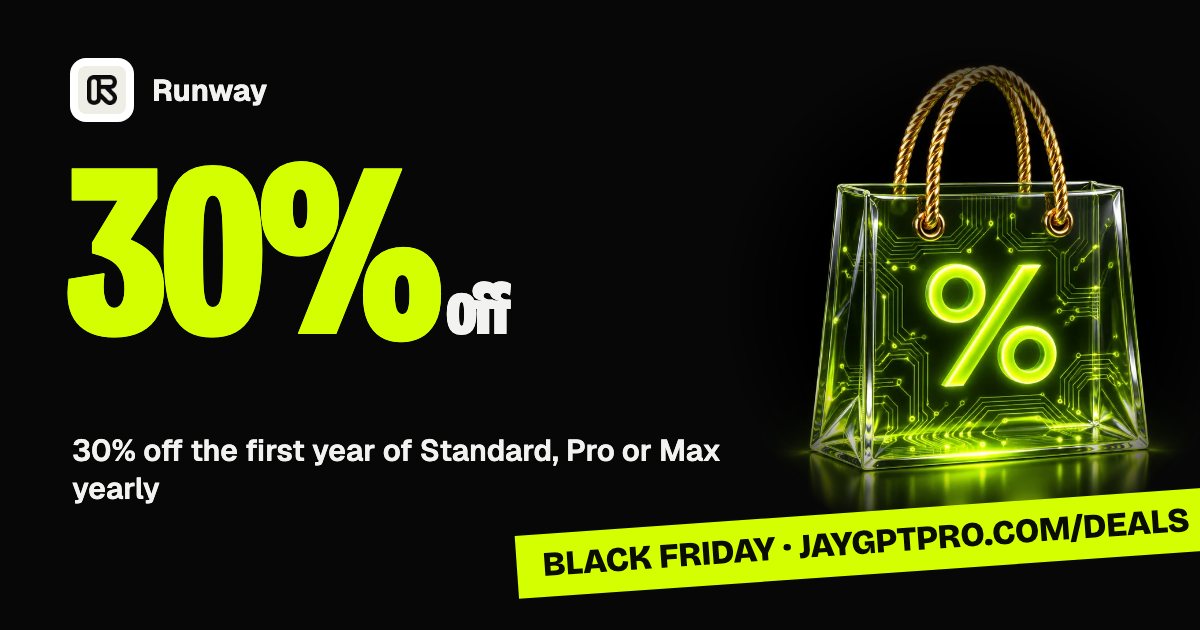 Runway
30% off
30% off the first year of Standard, Pro or Max
yearly
%
BLACK FRIDAY · JAYGPTPRO.COM/DEALS